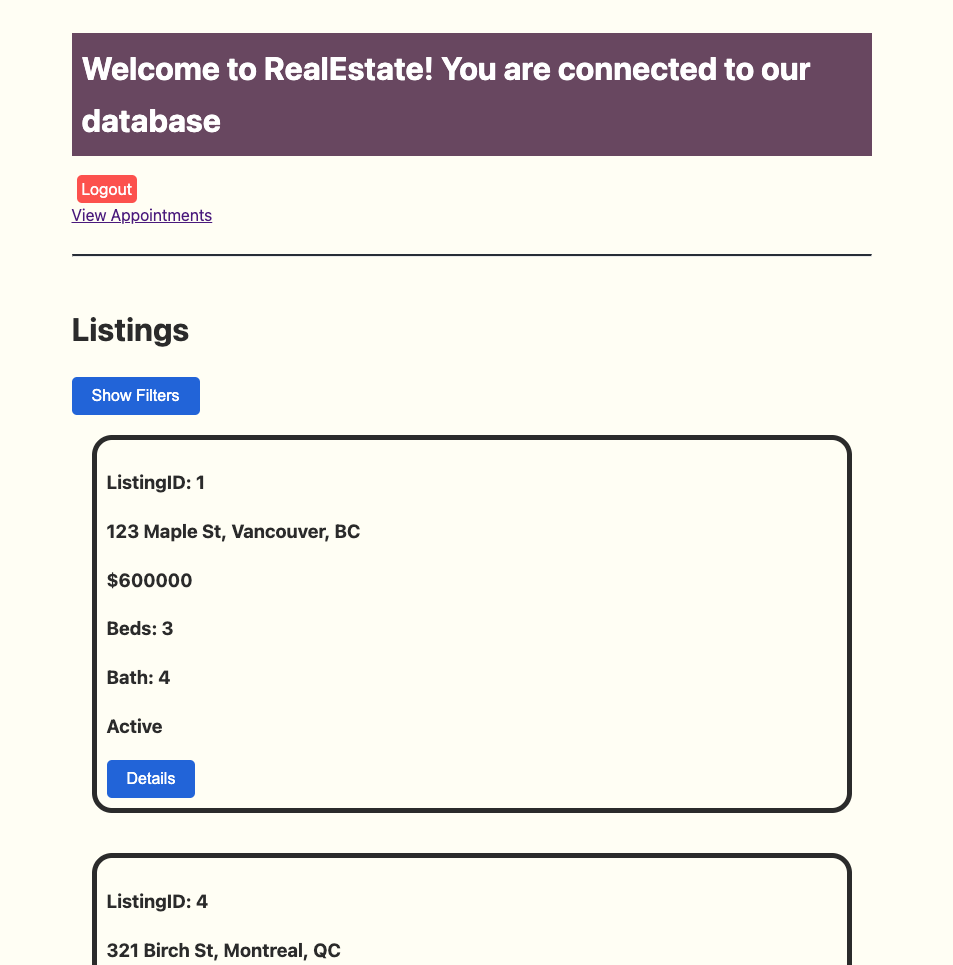 Welcome to RealEstate! You are connected to our
database
Logout
View Appointments
Listings
Show Filters
ListingID: 1
123 Maple St, Vancouver, BC
$600000
Beds: 3
Bath: 4
Active
Details
ListingID: 4
321 Birch St, Montreal, QC